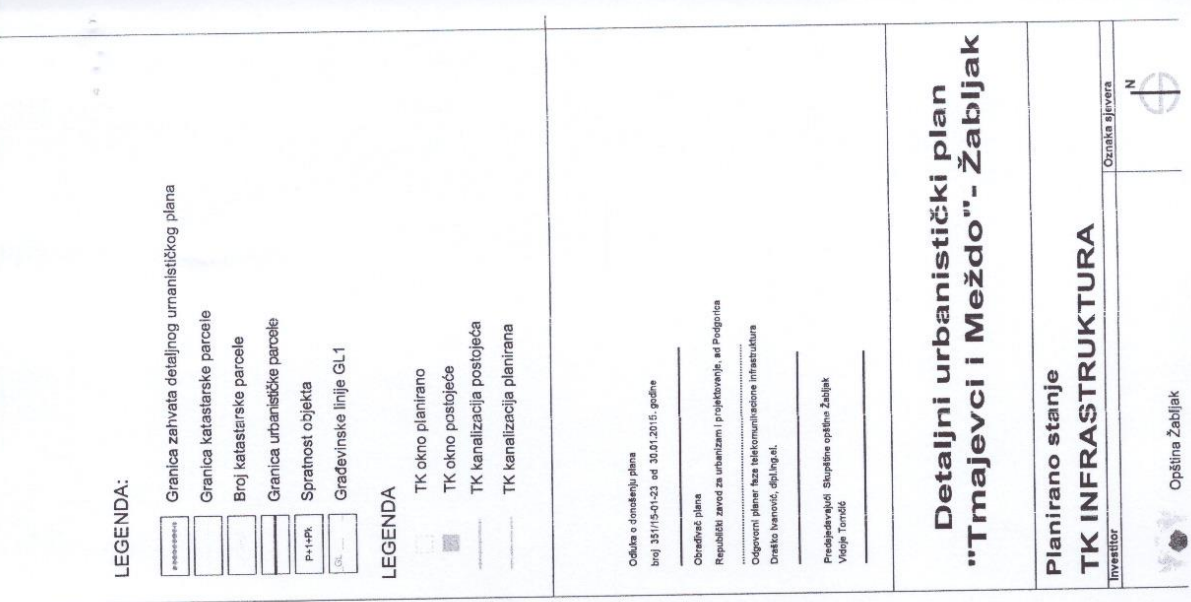 LEGENDA:
Granica zahvata detaljnog urnanističkog plana
Granica katastarske parcele
Broj katastarske parcele
Granica urbanističke parcele
P+1+Pk Spratnost objekta
GL Građevinske linije GL1
LEGENDA
TK okno planirano
TK okno postojeće
TK kanalizacija postojeća
TK kanalizacija planirana
Odluka o donošenju plana
broj 351/15-01-23 od 30.01.2015. godine
Obrađivač plana
Republički zavod za urbanizam i projektovanje, ad Podgorica
Odgovorni planer faza telekomunikacione infrastruktura
Draško Ivanović, dipl.ing.el.
Predsjedavajući Skupštine opštine Žabljak
Vidoje Tomčić
Detaljni urbanistički plan
"Tmajevci i Meždo"- Žabljak
Planirano stanje
TK INFRASTRUKTURA
Investitor
Oznaka sjevera
Opština Žabljak
N